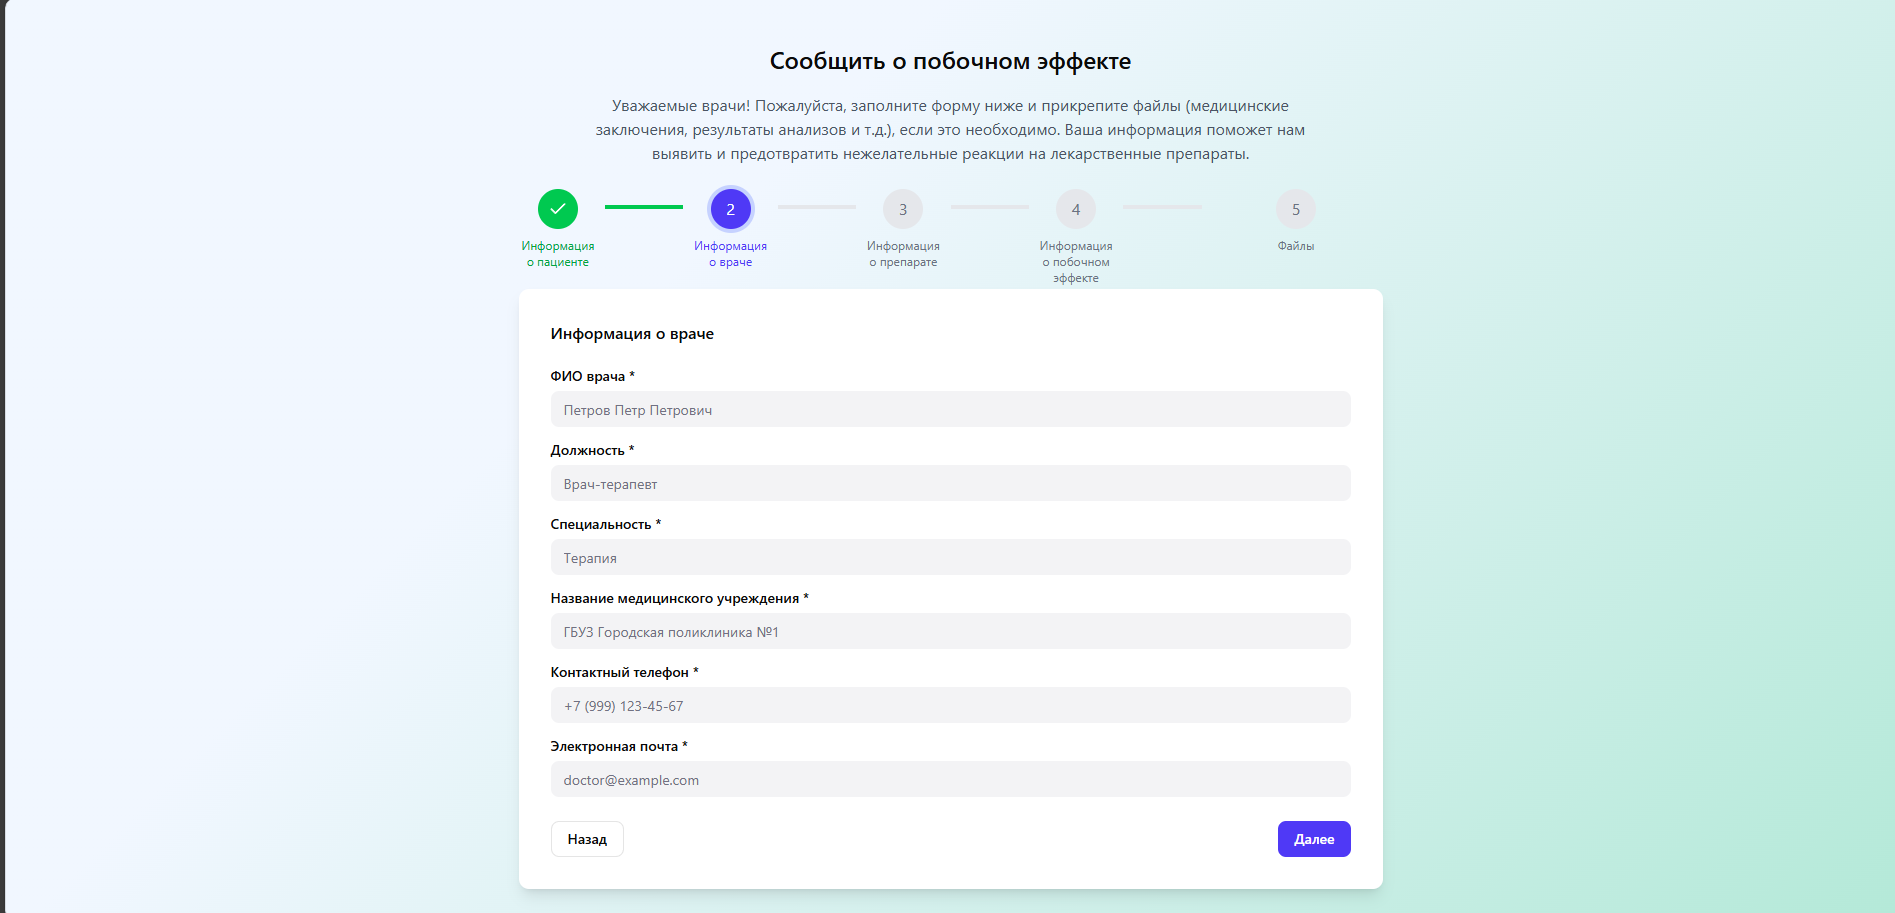 Сообщить о побочном эффекте
Уважаемые врачи! Пожалуйста, заполните форму ниже и прикрепите файлы (медицинские
заключения, результаты анализов и т.д.), если это необходимо. Ваша информация поможет нам
выявить и предотвратить нежелательные реакции на лекарственные препараты.
Информация
о пациенте
2
Информация
о враче
3
Информация
о препарате
4
Информация
о побочном
эффекте
5
Файлы
Информация о враче
ФИО врача *
Петров Петр Петрович
Должность *
Врач-терапевт
Специальность *
Терапия
Название медицинского учреждения *
ГБУЗ Городская поликлиника №1
Контактный телефон *
+7 (999) 123-45-67
Электронная почта *
doctor@example.com
Назад
Далее